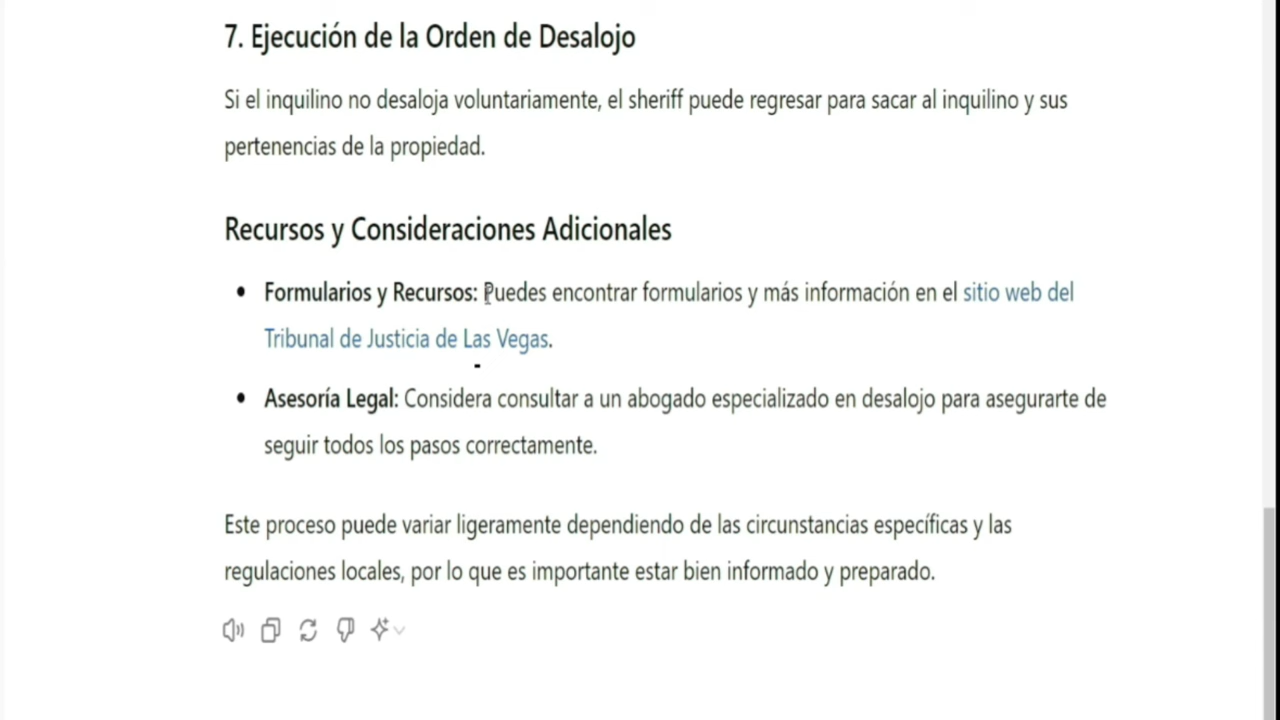 7. Ejecución de la Orden de Desalojo
Si el inquilino no desaloja voluntariamente, el sheriff puede regresar para sacar al inquilino y sus
pertenencias de la propiedad.
Recursos y Consideraciones Adicionales
• Formularios y Recursos: Puedes encontrar formularios y más información en el sitio web del
Tribunal de Justicia de Las Vegas.
• Asesoría Legal: Considera consultar a un abogado especializado en desalojo para asegurarte de
seguir todos los pasos correctamente.
Este proceso puede variar ligeramente dependiendo de las circunstancias específicas y las
regulaciones locales, por lo que es importante estar bien informado y preparado.